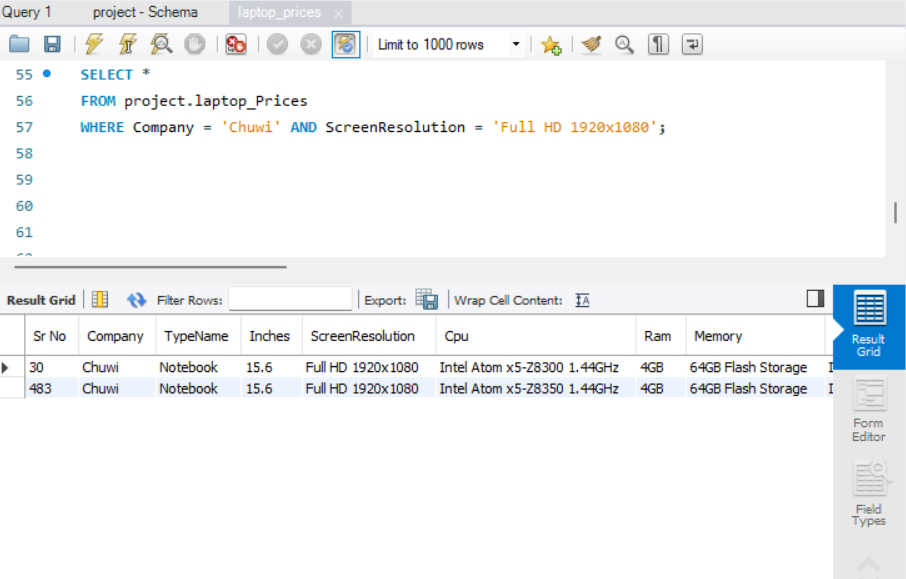 Query 1 project - Schema laptop_prices
Limit to 1000 rows
55 SELECT *
56 FROM project.laptop_Prices
57 WHERE Company = 'Chuwi' AND ScreenResolution = 'Full HD 1920x1080';
58
59
60
61
Result Grid Filter Rows: Export: Wrap Cell Content: IA
Sr No Company TypeName Inches ScreenResolution Cpu Ram Memory
30 Chuwi Notebook 15.6 Full HD 1920x1080 Intel Atom x5-Z8300 1.44GHz 4GB 64GB Flash Storage
483 Chuwi Notebook 15.6 Full HD 1920x1080 Intel Atom x5-Z8350 1.44GHz 4GB 64GB Flash Storage
Result
Grid
Form
Editor
Field
Types